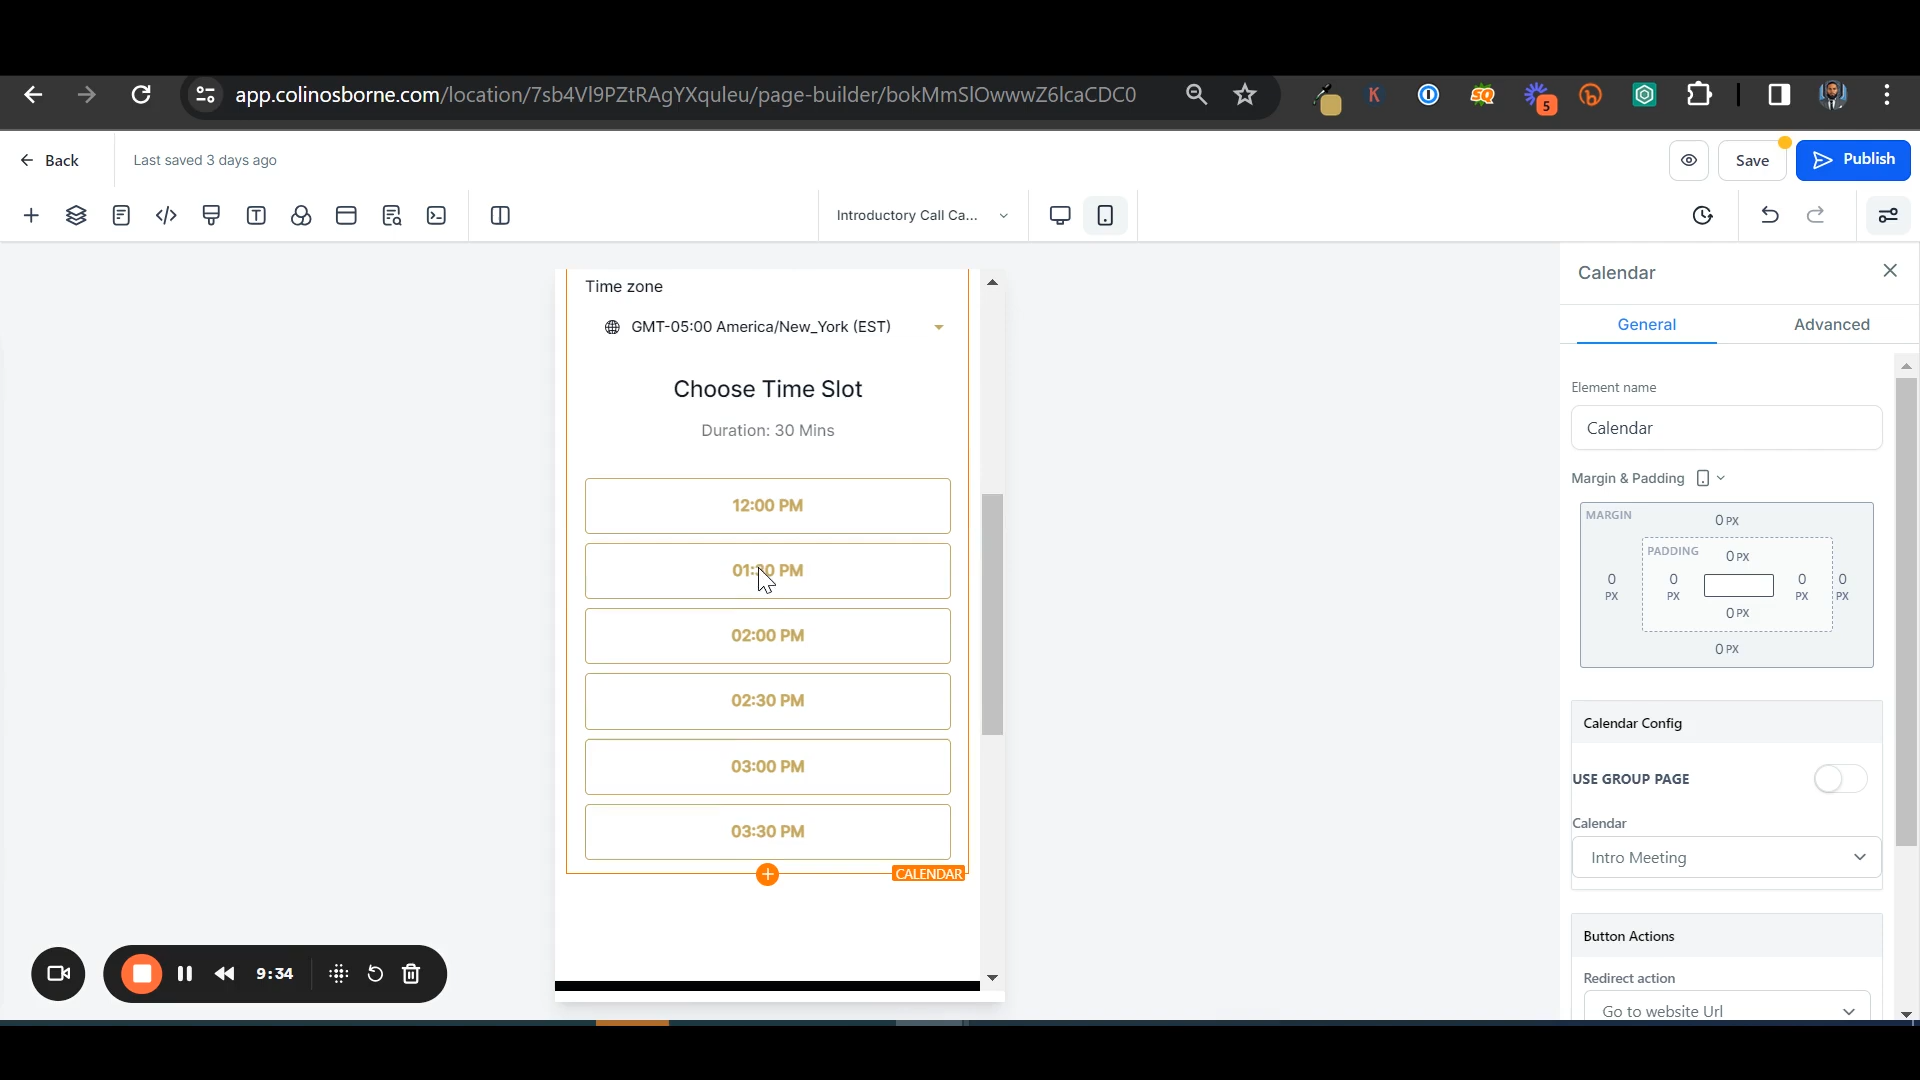 app.colinosborne.com/location/7sb4Vl9PZtRAgYXquleu/page-builder/bokMmSlOwwwZ6lcaCDC0
K
5
Back
Last saved 3 days ago
Save
Publish
Introductory Call Ca...
Time zone
GMT-05:00 America/New_York (EST)
Choose Time Slot
Duration: 30 Mins
12:00 PM
01:30 PM
02:00 PM
02:30 PM
03:00 PM
03:30 PM
CALENDAR
9:34
Calendar
General
Advanced
Element name
Calendar
Margin & Padding
MARGIN
0 PX
PADDING
0 PX
0 PX
0 PX
0 PX
0 PX
0 PX
0 PX
Calendar Config
USE GROUP PAGE
Calendar
Intro Meeting
Button Actions
Redirect action
Go to website Url